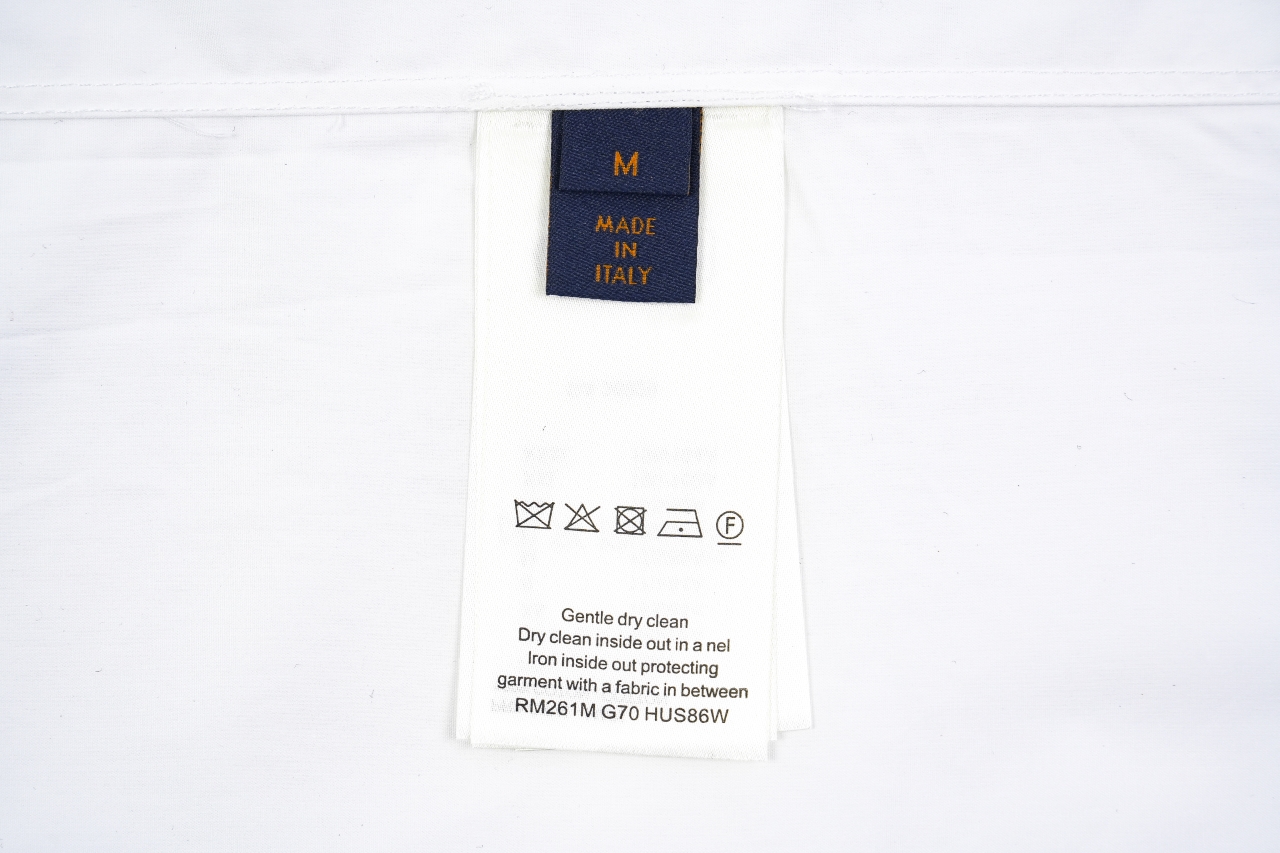 M
MADE
IN
ITALY
F
Gentle dry clean
Dry clean inside out in a nel
Iron inside out protecting
garment with a fabric in between
RM261M G70 HUS86W